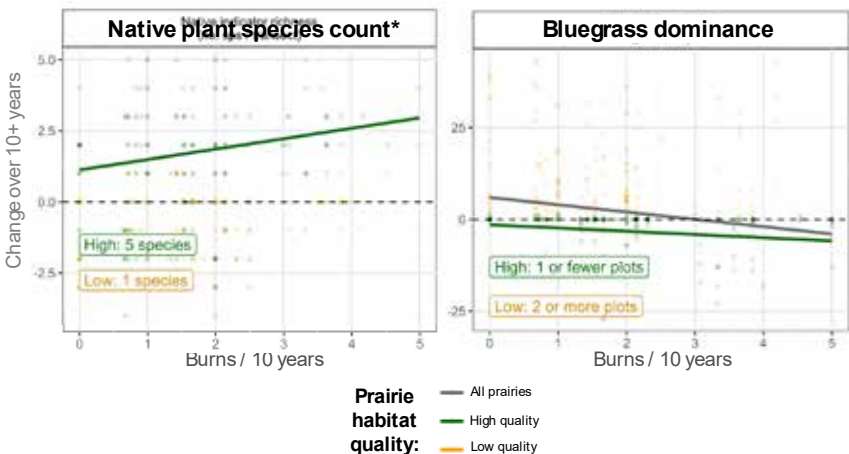 Native plant species count*
Bluegrass dominance
Change over 10+ years
5.0
2.5
0.0
-2.5
High: 5 species
Low: 1 species
0 1 2 3 4 5
Burns / 10 years
25
0
-25
High: 1 or fewer plots
Low: 2 or more plots
0 1 2 3 4 5
Burns / 10 years
Prairie
habitat
quality:
All prairies
High quality
Low quality